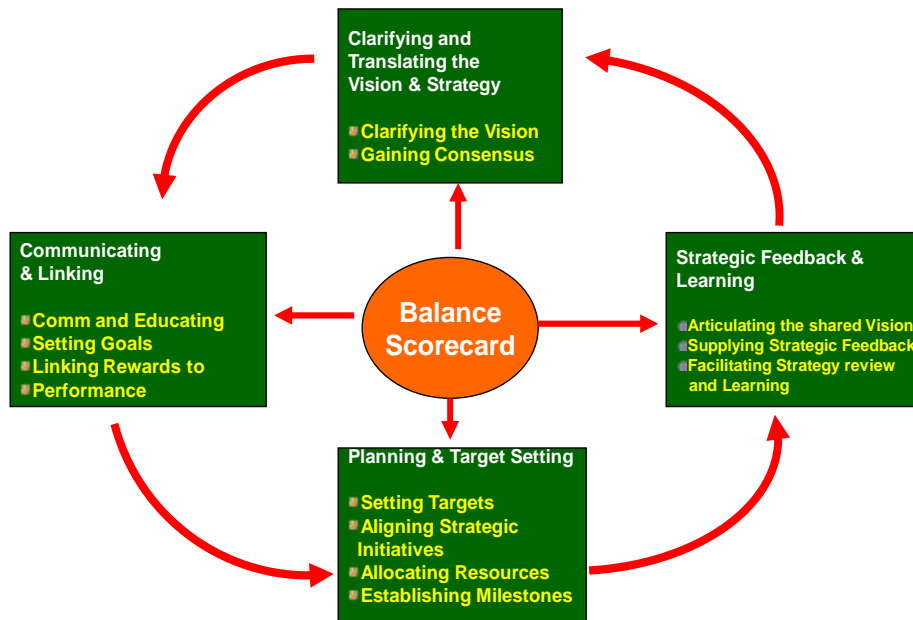 Clarifying and
Translating the
Vision & Strategy
Clarifying the Vision
Gaining Consensus
Communicating
& Linking
Comm and Educating
Setting Goals
Linking Rewards to
Performance
Balance
Scorecard
Strategic Feedback &
Learning
Articulating the shared Vision
Supplying Strategic Feedback
Facilitating Strategy review
and Learning
Planning & Target Setting
Setting Targets
Aligning Strategic
Initiatives
Allocating Resources
Establishing Milestones